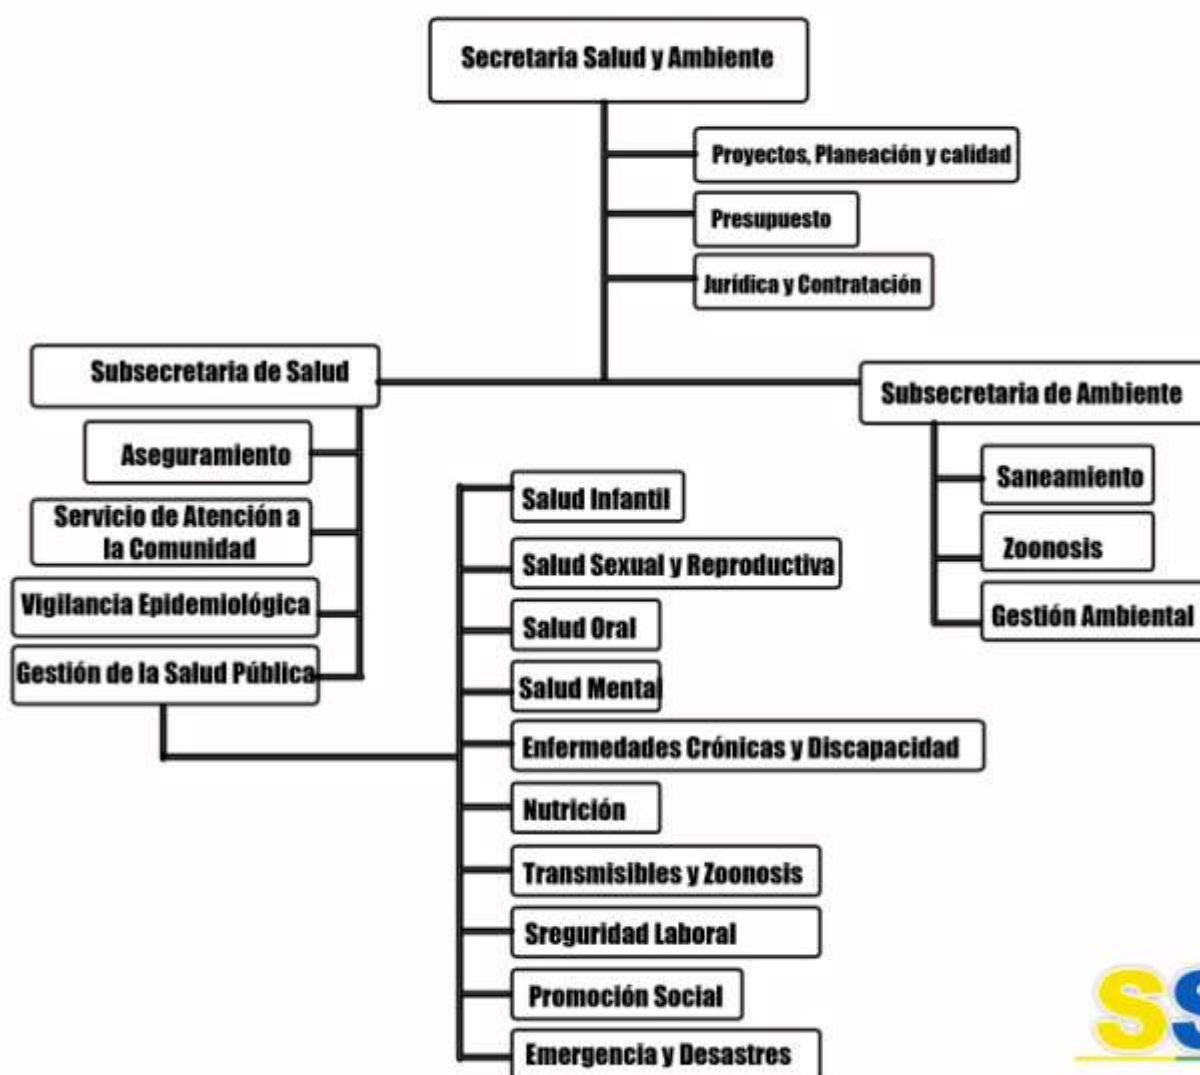 Secretaria Salud y Ambiente
Proyectos, Planeación y calidad
Presupuesto
Jurídica y Contratación
Subsecretaria de Salud
Subsecretaria de Ambiente
Aseguramiento
Servicio de Atención a
la Comunidad
Vigilancia Epidemiológica
Gestión de la Salud Pública
Saneamiento
Zoonosis
Gestión Ambiental
Salud Infantil
Salud Sexual y Reproductiva
Salud Oral
Salud Mental
Enfermedades Crónicas y Discapacidad
Nutrición
Transmisibles y Zoonosis
Sreguridad Laboral
Promoción Social
Emergencia y Desastres
SS